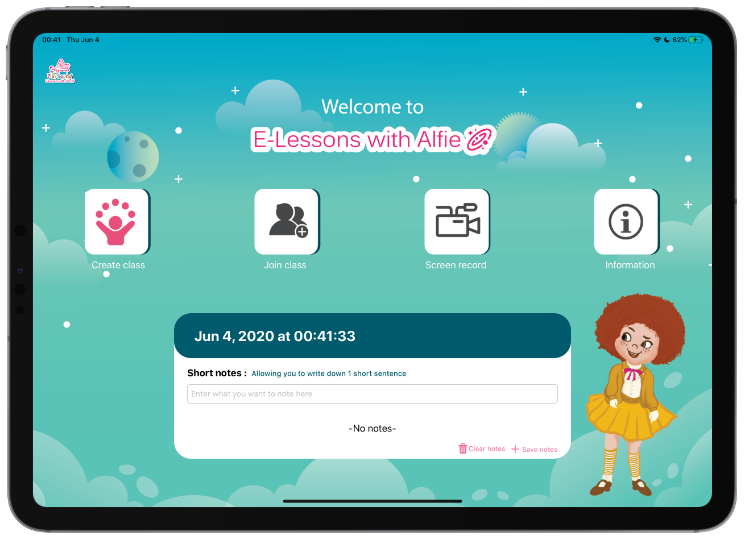 00:41 Thu Jun 4
62%
Welcome to
E-Lessons with Alfie
Create class
Join class
Screen record
Information
Jun 4, 2020 at 00:41:33
Short notes : Allowing you to write down 1 short sentence
Enter what you want to note here
-No notes-
Clear notes
Save notes